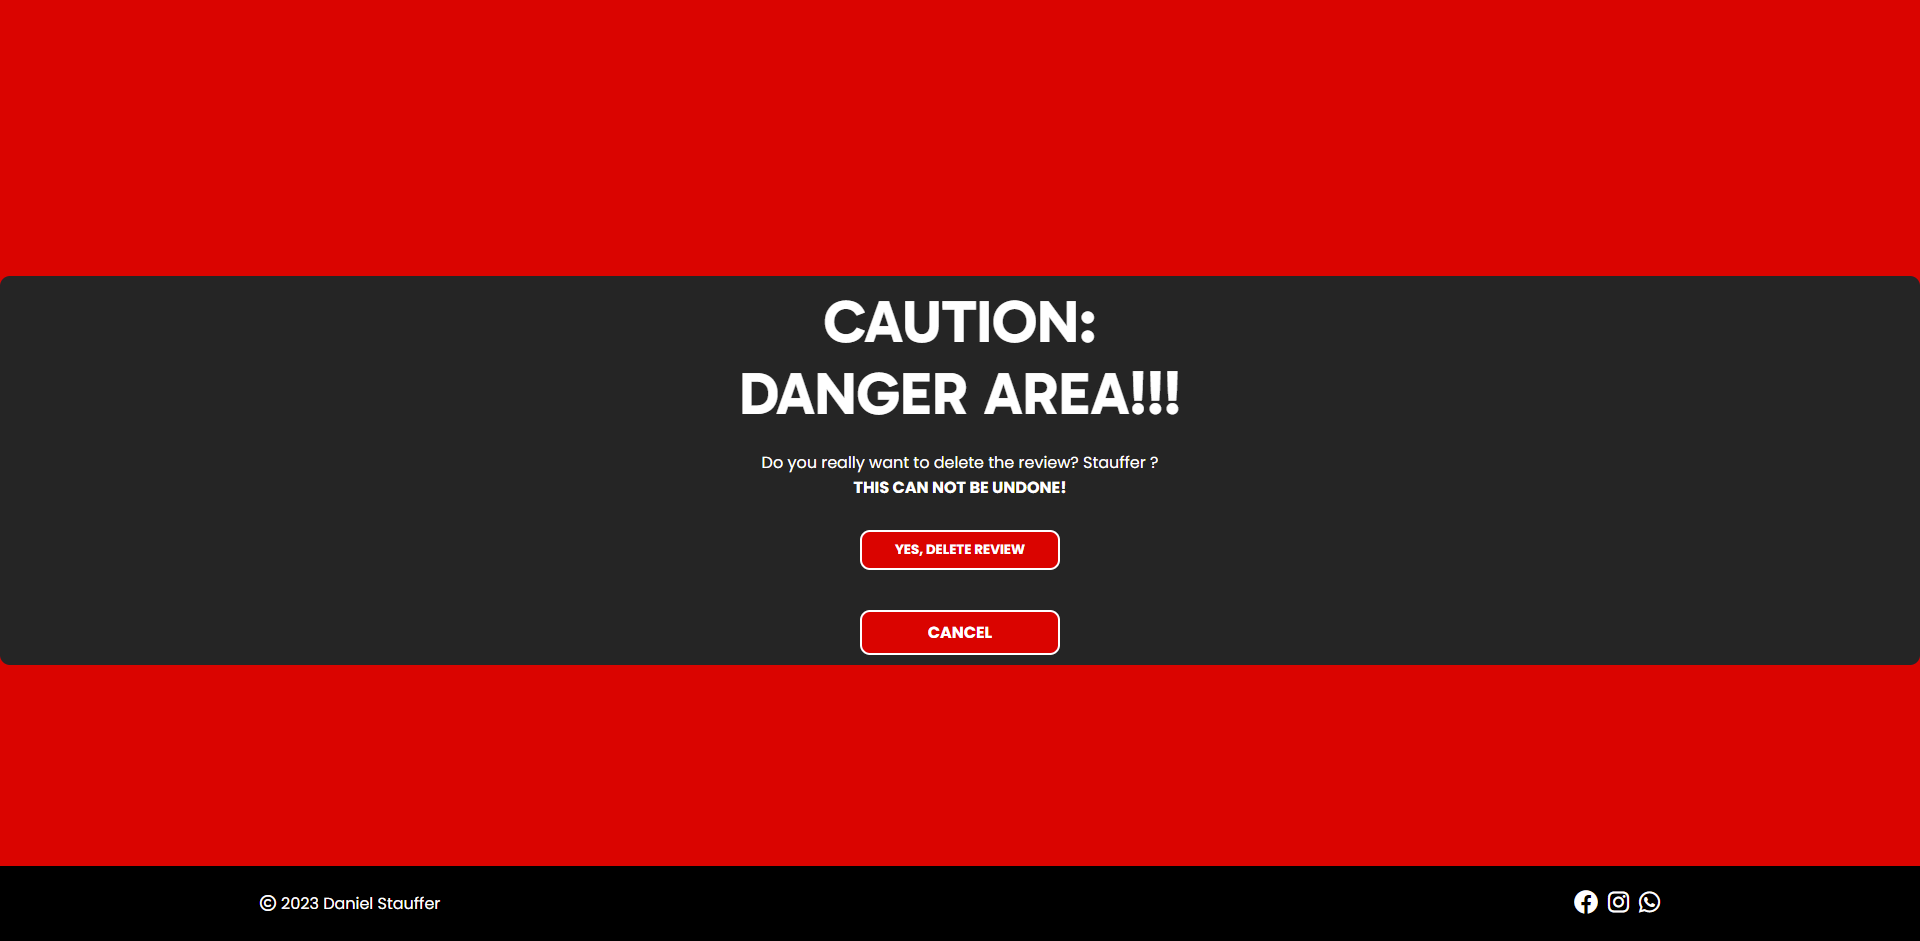 CAUTION:
DANGER AREA!!!
Do you really want to delete the review? Stauffer ?
THIS CAN NOT BE UNDONE!
YES, DELETE REVIEW
CANCEL
© 2023 Daniel Stauffer